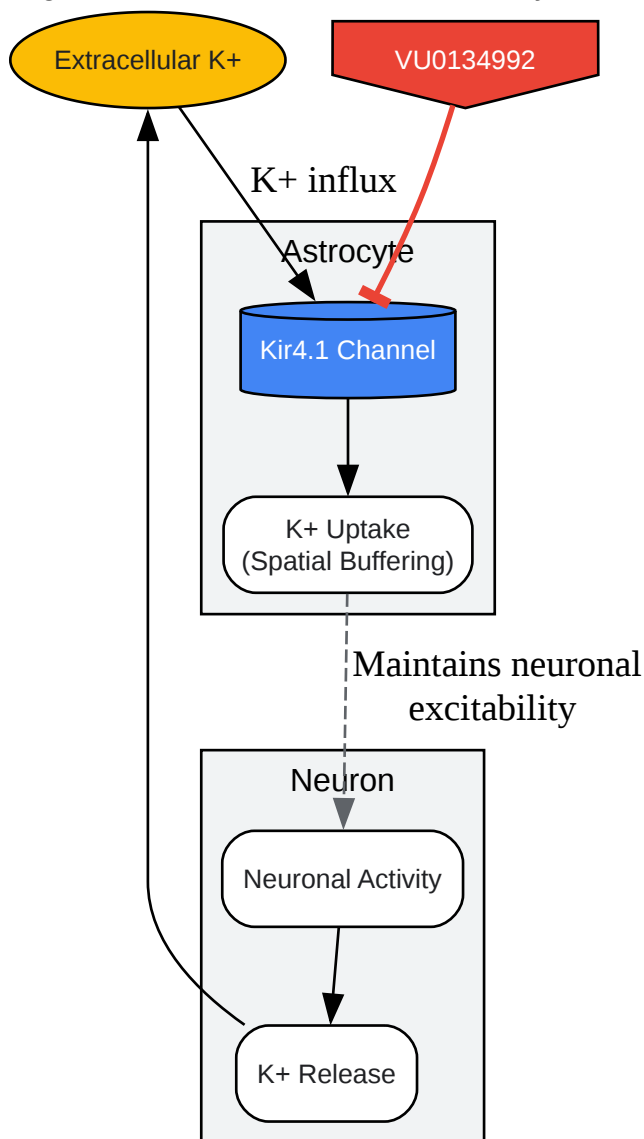 Extracellular K+
VU0134992
K+ influx
Astrocyte
Kir4.1 Channel
K+ Uptake
(Spatial Buffering)
Maintains neuronal
excitability
Neuron
Neuronal Activity
K+ Release